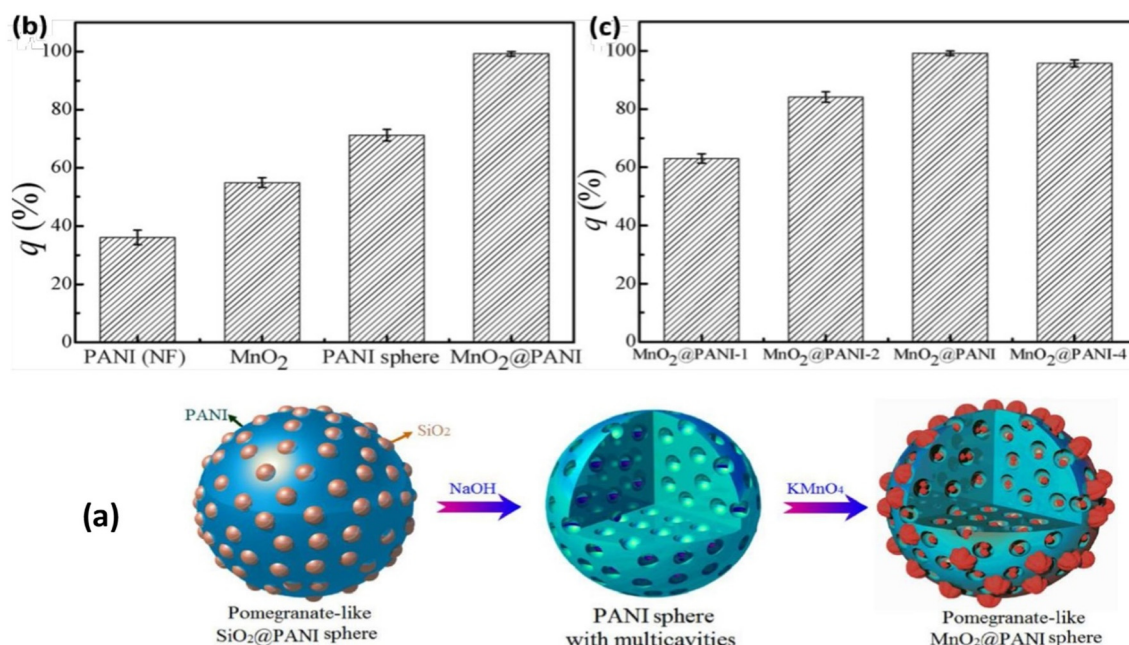 (b)
(c)
100
80
60
40
20
0
q (%)
PANI (NF) MnO₂ PANI sphere MnO₂@PANI
100
80
60
40
20
0
q (%)
MnO₂@PANI-1 MnO₂@PANI-2 MnO₂@PANI MnO₂@PANI-4
(a)
PANI
SiO₂
NaOH
KMnO₄
Pomegranate-like
SiO₂@PANI sphere
PANI sphere
with multicavities
Pomegranate-like
MnO₂@PANI sphere